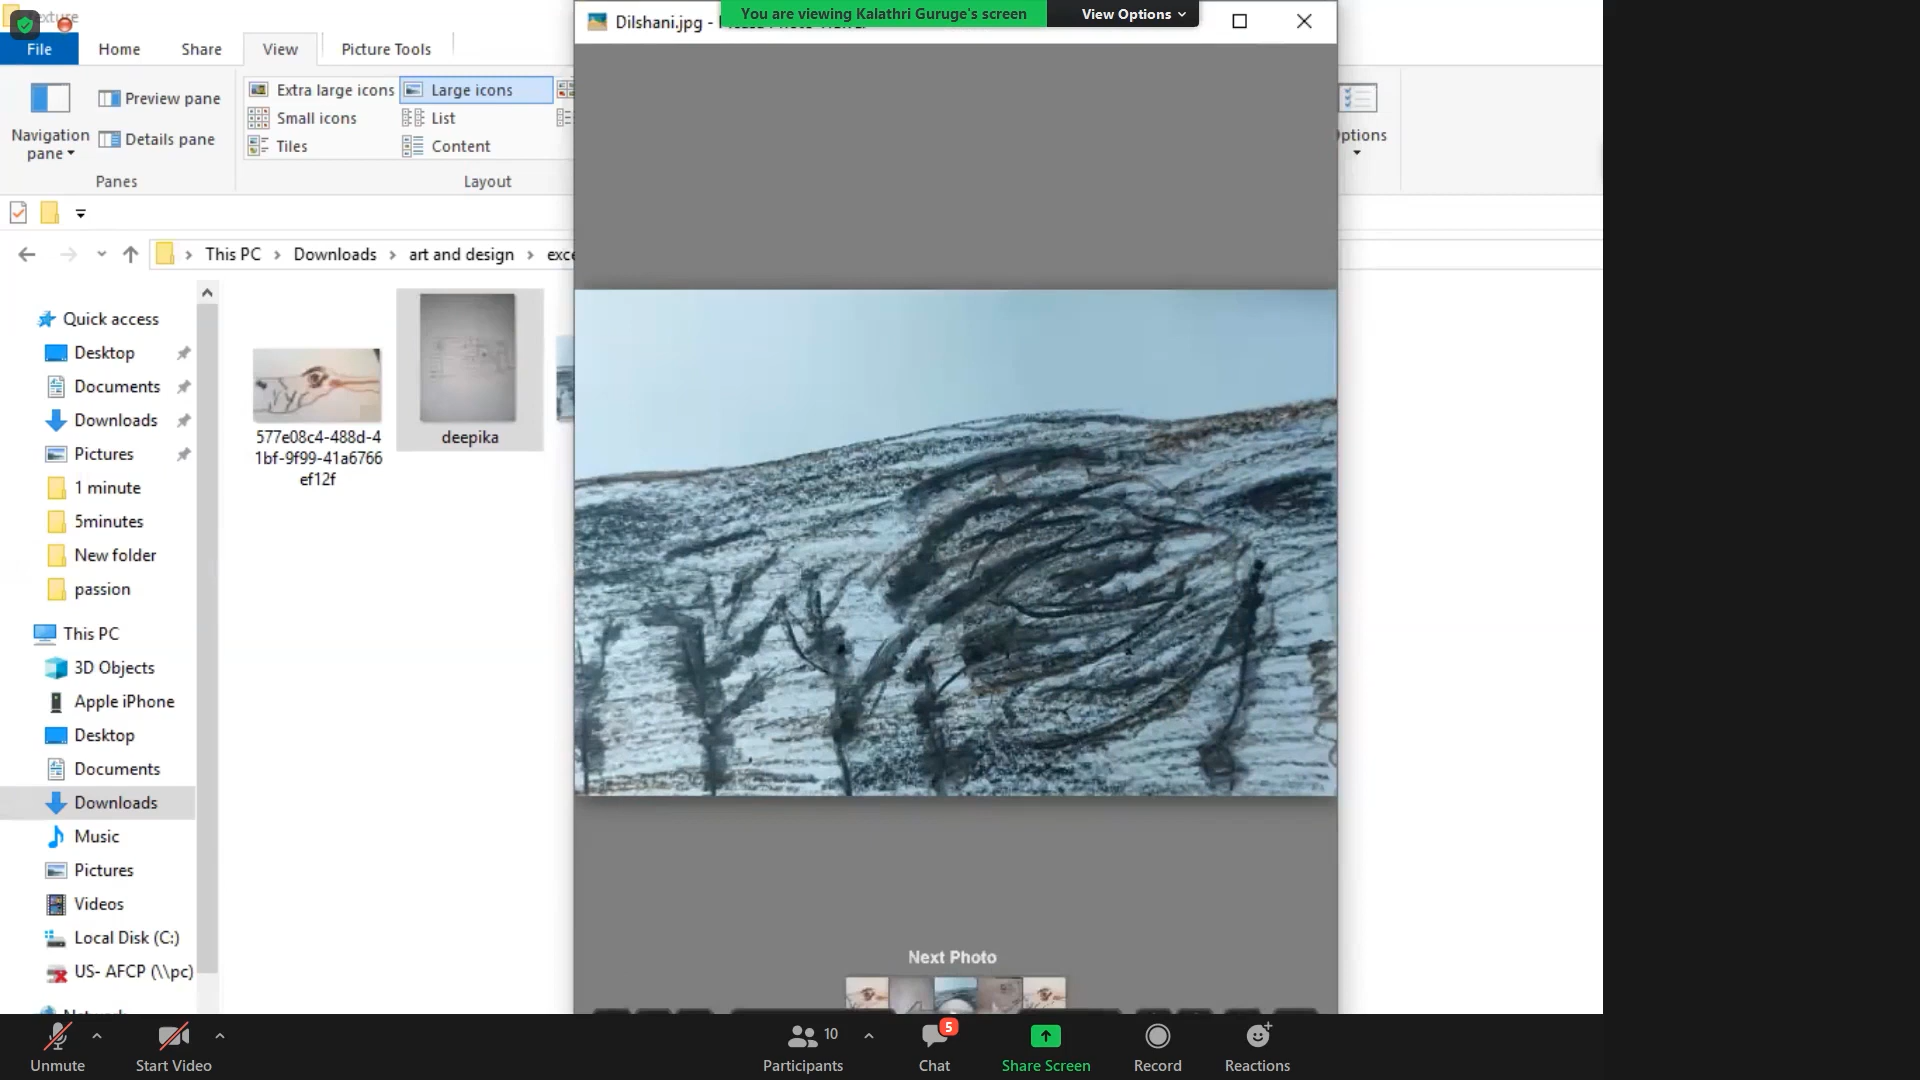 Texture
You are viewing Kalathri Guruge's screen
View Options
Dilshani.jpg -
File
Home
Share
View
Picture Tools
Preview pane
Details pane
Navigation
pane
Panes
Extra large icons
Large icons
Small icons
List
Tiles
Content
Layout
ptions
This PC
Downloads
art and design
exce
Quick access
Desktop
Documents
Downloads
Pictures
1 minute
5minutes
New folder
passion
This PC
3D Objects
Apple iPhone
Desktop
Documents
Downloads
Music
Pictures
Videos
Local Disk (C:)
US- AFCP (\\pc)
577e08c4-488d-4
1bf-9f99-41a6766
ef12f
deepika
Next Photo
Unmute
Start Video
10
Participants
5
Chat
Share Screen
Record
Reactions